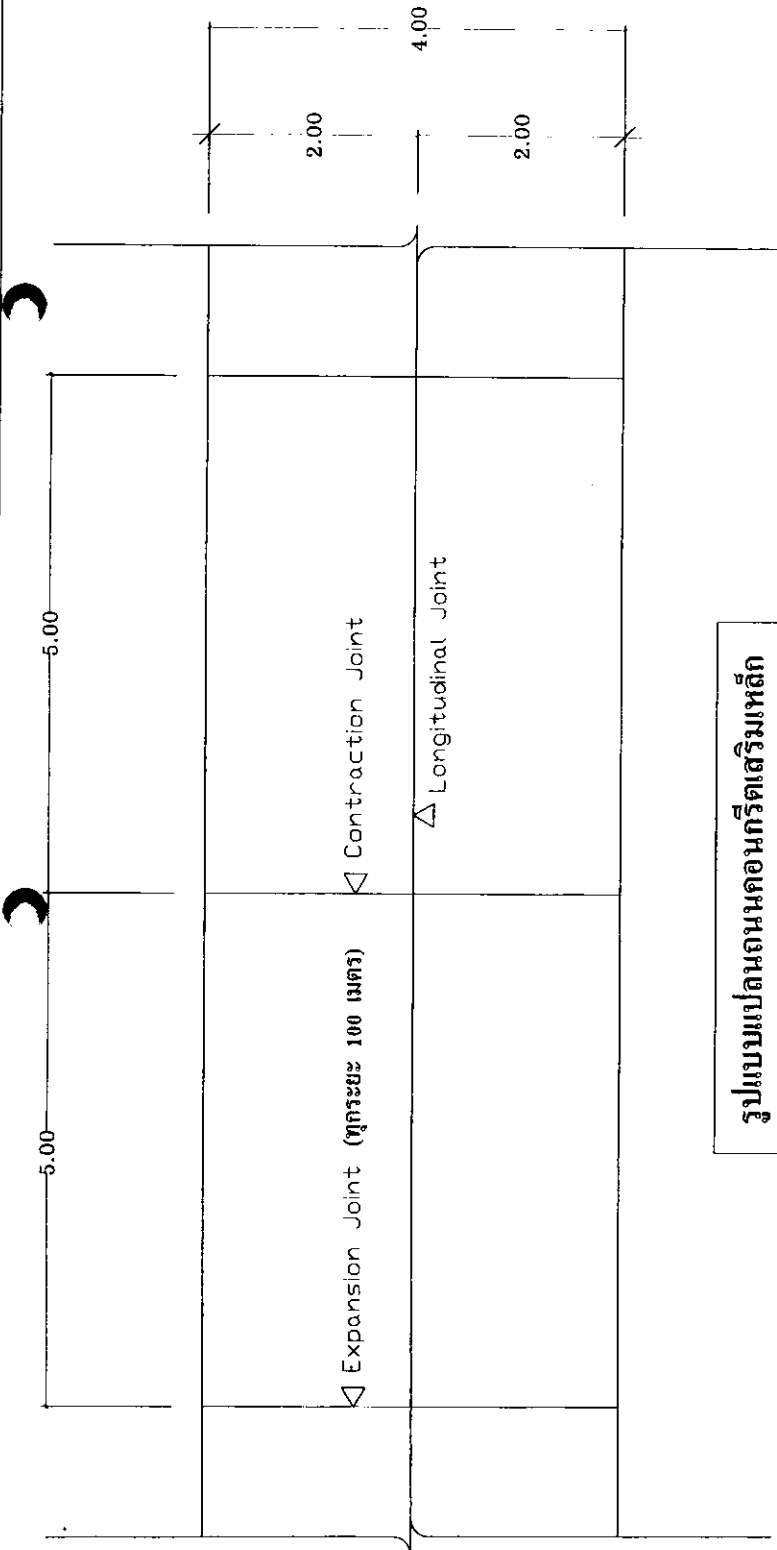 5.00
5.00
Expansion Joint (ทุกระยะ 100 เมตร)
Contraction Joint
Longitudinal Joint
2.00
2.00
4.00
รูปแบบแปลนถนนคอนกรีตเสริมเหล็ก